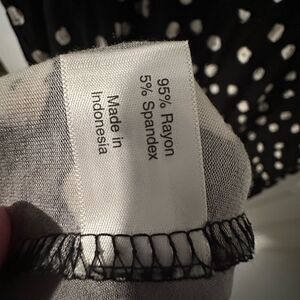 95% Rayon
5% Spandex
Made in
Indonesia